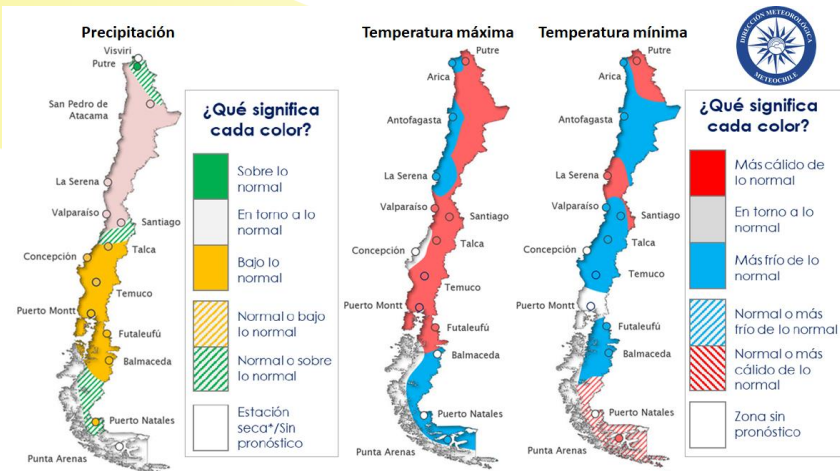 Precipitación
Visviri
Putre
San Pedro de
Atacama
La Serena
Valparaíso
Santiago
Talca
Concepción
Temuco
Puerto Montt
Futaleufú
Balmaceda
Puerto Natales
Punta Arenas
¿Qué significa
cada color?
Sobre lo
normal
En torno a lo
normal
Bajo lo
normal
Normal o bajo
lo normal
Normal o sobre
lo normal
Estación
seca*/Sin
pronóstico
Temperatura máxima
Putre
Arica
Antofagasta
La Serena
Valparaíso
Santiago
Talca
Concepción
Temuco
Puerto Montt
Futaleufú
Balmaceda
Puerto Natales
Punta Arenas
Temperatura mínima
Putre
Arica
Antofagasta
La Serena
Valparaíso
Santiago
Talca
Concepción
Temuco
Puerto Montt
Futaleufú
Balmaceda
Puerto Natales
Punta Arenas
DIRECCIÓN METEOROLÓGICA
METEOCHILE
¿Qué significa
cada color?
Más cálido de
lo normal
En torno a lo
normal
Más frío de lo
normal
Normal o más
frío de lo normal
Normal o más
cálido de lo
normal
Zona sin
pronóstico